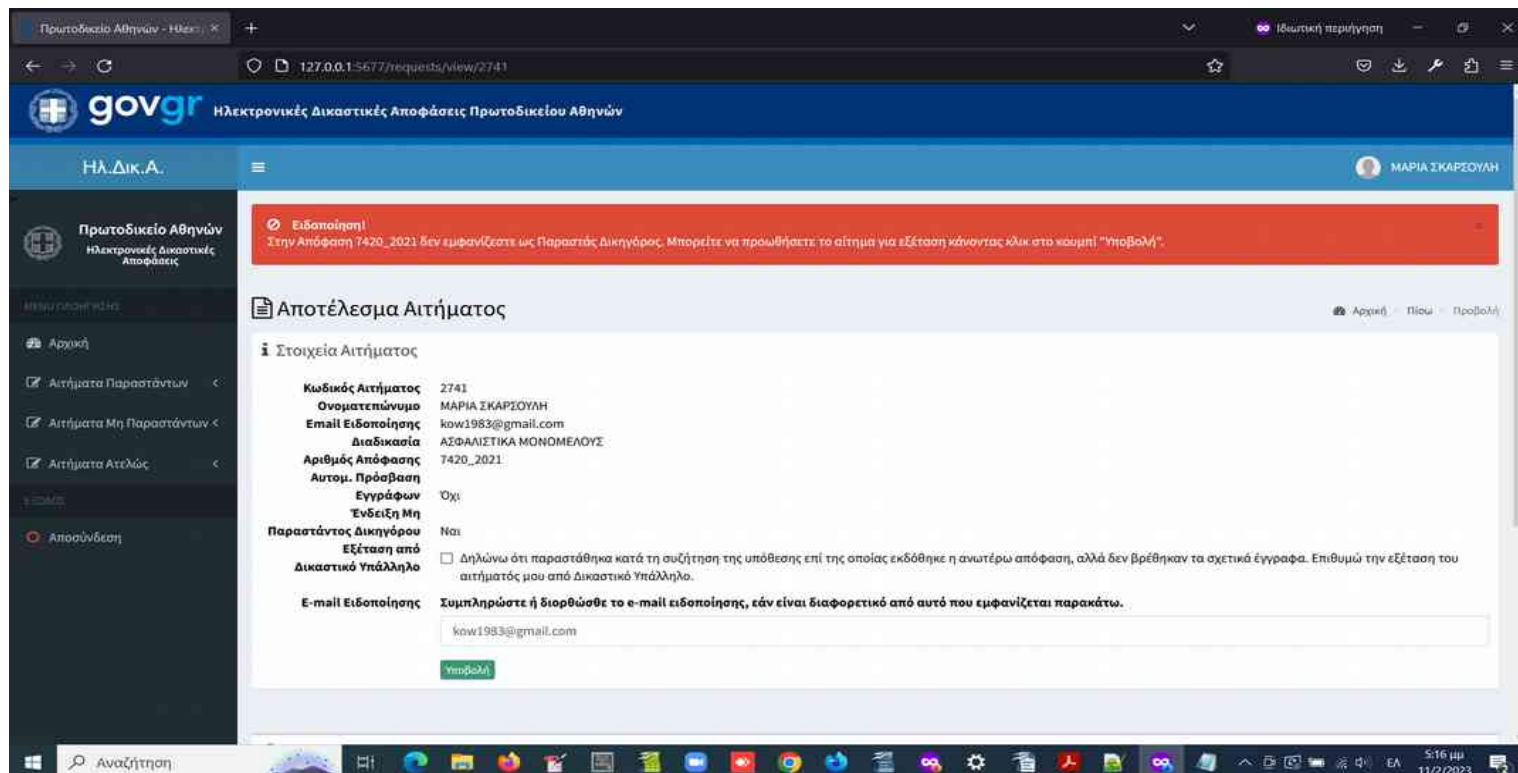 Πρωτοδικείο Αθηνών - Ηλεκτ
Ιδιωτική περιήγηση
127.0.0.1:5677/requests/view/2741
govgr Ηλεκτρονικές Δικαστικές Αποφάσεις Πρωτοδικείου Αθηνών
Ηλ.Δικ.Α.
ΜΑΡΙΑ ΣΚΑΡΣΟΥΛΗ
Πρωτοδικείο Αθηνών
Ηλεκτρονικές Δικαστικές
Αποφάσεις
Ειδοποίηση!
Στην Απόφαση 7420_2021 δεν εμφανίζεστε ως Παραστάς Δικηγόρος. Μπορείτε να προωθήσετε το αίτημα για εξέταση κάνοντας κλικ στο κουμπί "Υποβολή".
ΜΕΝΟΥ ΠΛΟΗΓΗΣΗΣ
Αρχική
Αιτήματα Παραστάντων
Αιτήματα Μη Παραστάντων
Αιτήματα Ατελώς
ΕΞΟΔΟΣ
Αποσύνδεση
Αποτέλεσμα Αιτήματος
Αρχική Πίσω Προβολή
Στοιχεία Αιτήματος
Κωδικός Αιτήματος 2741
Ονοματεπώνυμο ΜΑΡΙΑ ΣΚΑΡΣΟΥΛΗ
Email Ειδοποίησης kow1983@gmail.com
Διαδικασία ΑΣΦΑΛΙΣΤΙΚΑ ΜΟΝΟΜΕΛΟΥΣ
Αριθμός Απόφασης 7420_2021
Αυτομ. Πρόσβαση
Εγγράφων Όχι
Ένδειξη Μη
Παραστάντος Δικηγόρου Ναι
Εξέταση από
Δικαστικό Υπάλληλο
Δηλώνω ότι παραστάθηκα κατά τη συζήτηση της υπόθεσης επί της οποίας εκδόθηκε η ανωτέρω απόφαση, αλλά δεν βρέθηκαν τα σχετικά έγγραφα. Επιθυμώ την εξέταση του
αιτήματός μου από Δικαστικό Υπάλληλο.
E-mail Ειδοποίησης Συμπληρώστε ή διορθώσθε το e-mail ειδοποίησης, εάν είναι διαφορετικό από αυτό που εμφανίζεται παρακάτω.
kow1983@gmail.com
Υποβολή
Αναζήτηση
ΕΛ
5:16 μμ
11/2/2023